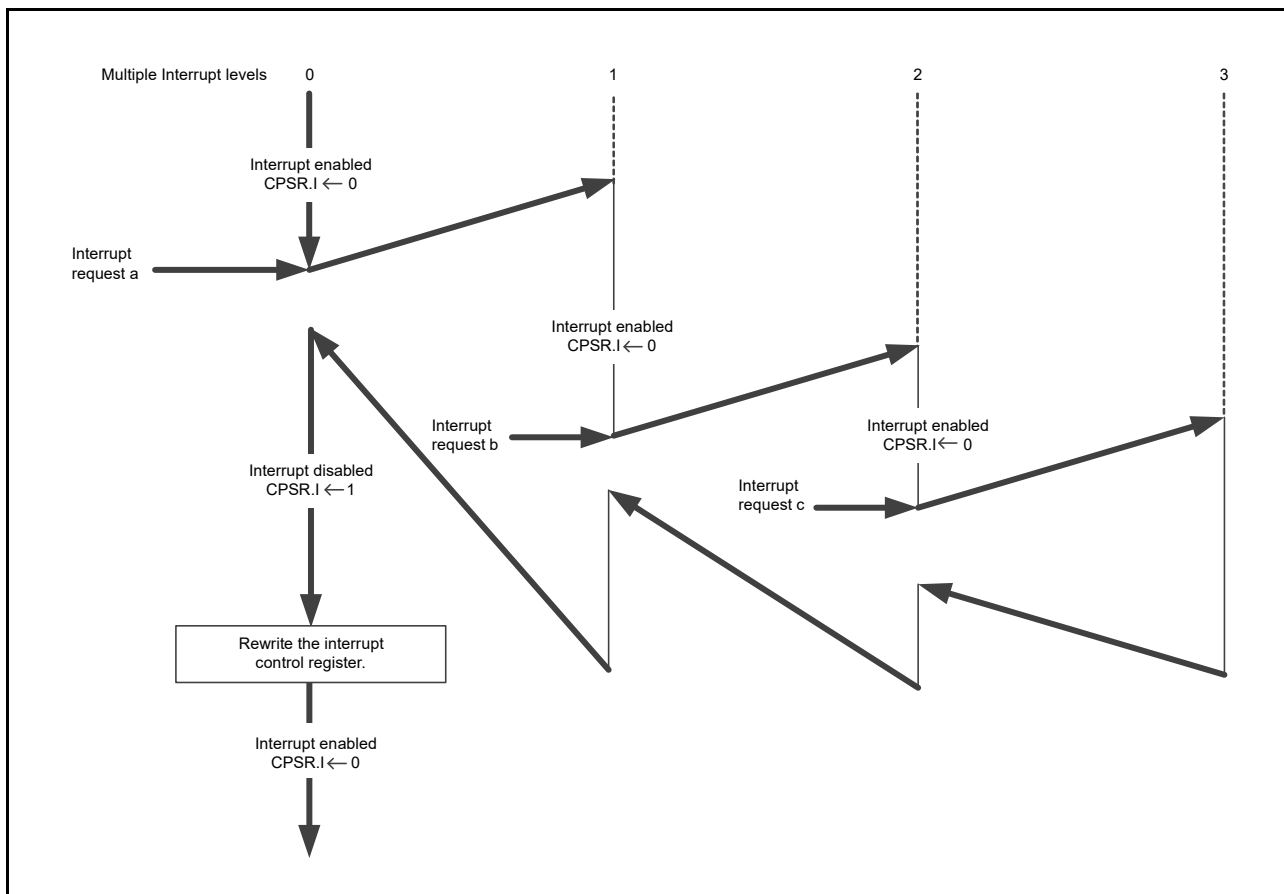 Multiple Interrupt levels 0 1 2 3
Interrupt enabled
CPSR.I ← 0
Interrupt
request a
Interrupt enabled
CPSR.I ← 0
Interrupt
request b
Interrupt enabled
CPSR.I ← 0
Interrupt disabled
CPSR.I ← 1
Interrupt
request c
Rewrite the interrupt
control register.
Interrupt enabled
CPSR.I ← 0